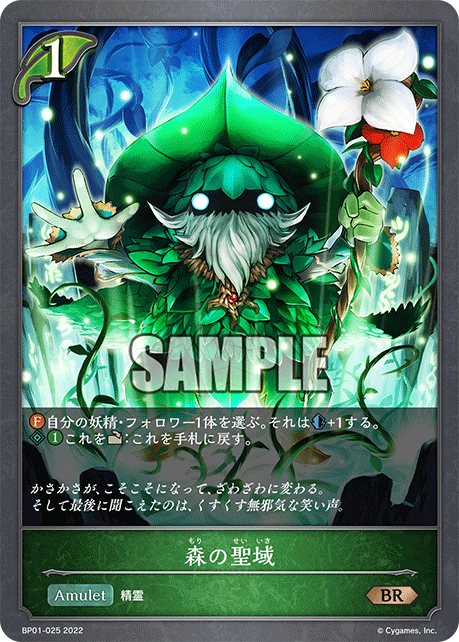 1
SAMPLE
F 自分の妖精・フォロワー1体を選ぶ。それは+1する。
1 これを：これを手札に戻す。
かさかさが、こそこそになって、ざわざわに変わる。
そして最後に聞こえたのは、くすくす無邪気な笑い声。
もり せいいき
森の聖域
Amulet 精霊 BR
BP01-025 2022 © Cygames, Inc.